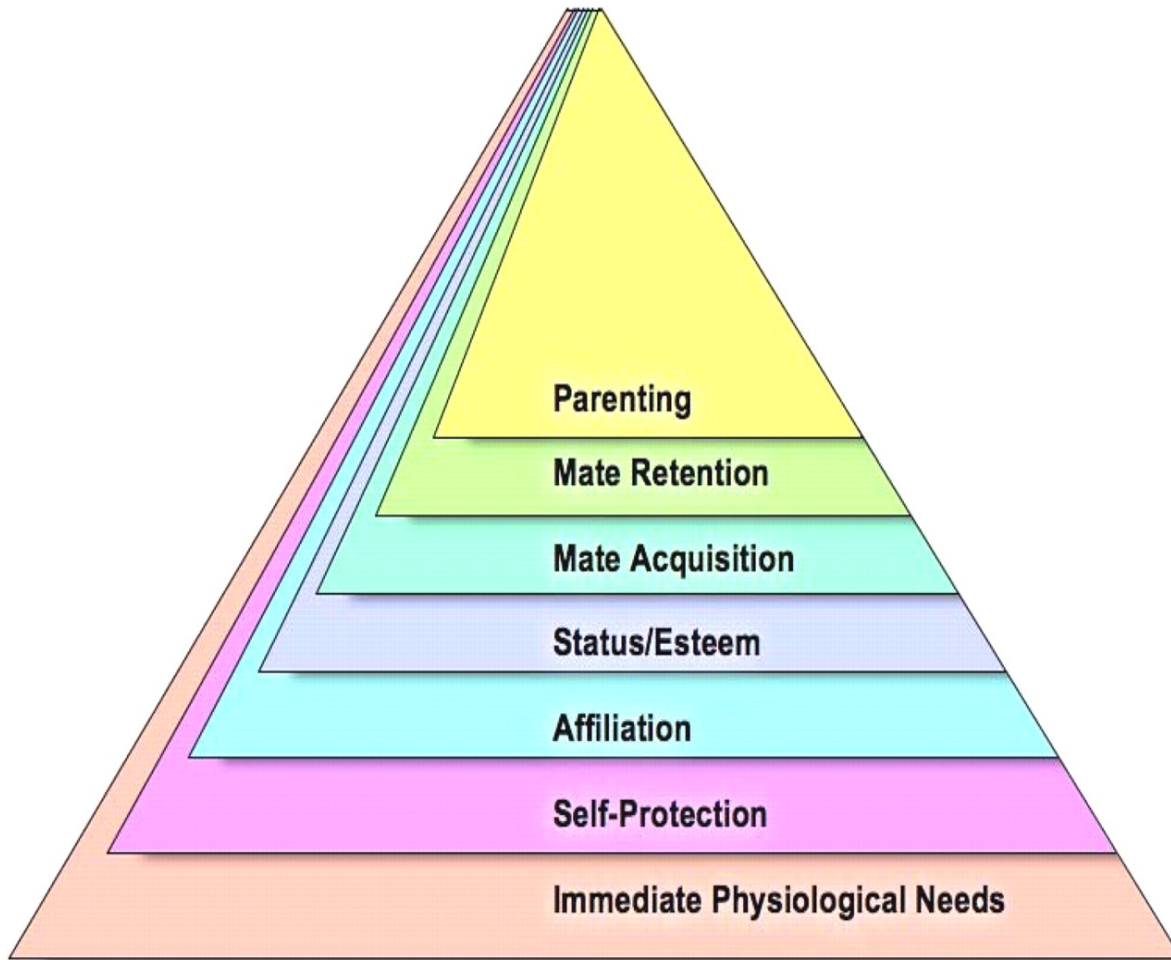 Parenting
Mate Retention
Mate Acquisition
Status/Esteem
Affiliation
Self-Protection
Immediate Physiological Needs